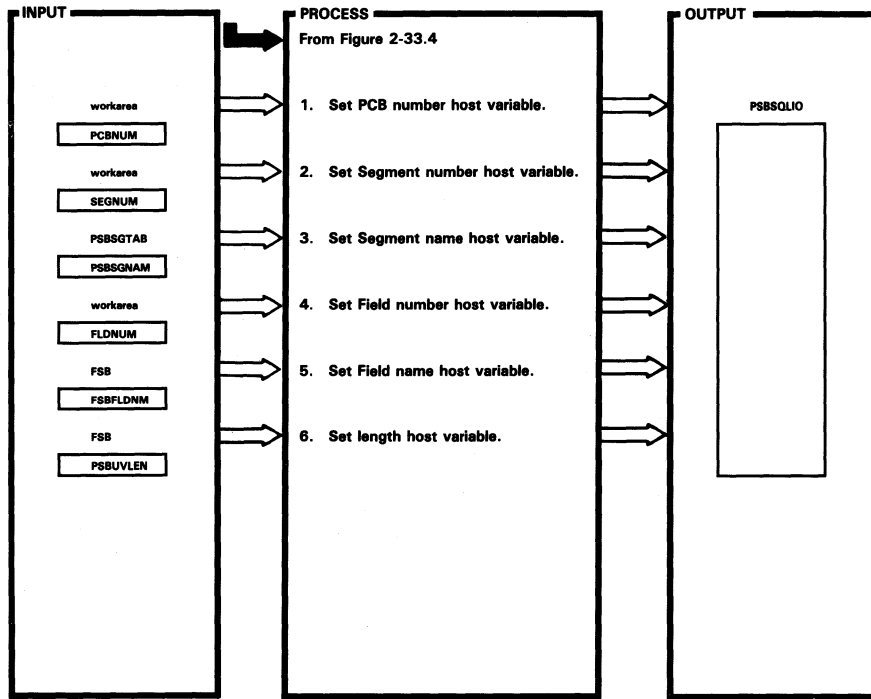 INPUT
PROCESS
OUTPUT
From Figure 2-33.4
workarea
PCBNUM
1. Set PCB number host variable.
PSBSQLIO
workarea
SEGNUM
2. Set Segment number host variable.
PSBSGTAB
PSBSGNAM
3. Set Segment name host variable.
workarea
FLDNUM
4. Set Field number host variable.
FSB
FSBFLDNM
5. Set Field name host variable.
FSB
PSBUVLEN
6. Set length host variable.